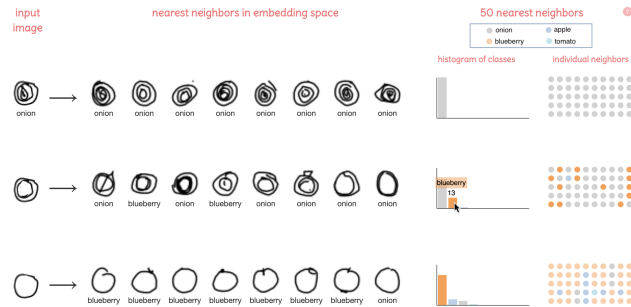 input image
nearest neighbors in embedding space
50 nearest neighbors
onion apple
blueberry tomato
histogram of classes
individual neighbors
onion
onion onion onion onion onion onion onion onion
blueberry
13
onion
onion blueberry onion blueberry onion onion onion onion
blueberry blueberry blueberry blueberry blueberry blueberry blueberry onion